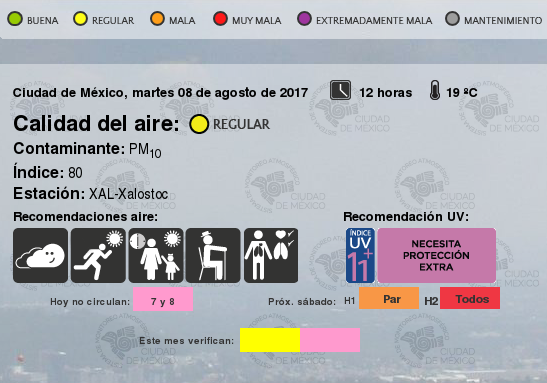 BUENA REGULAR MALA MUY MALA EXTREMADAMENTE MALA MANTENIMIENTO
Ciudad de México, martes 08 de agosto de 2017 12 horas 19 ºC
Calidad del aire: REGULAR
Contaminante: PM10
Índice: 80
Estación: XAL-Xalostoc
Recomendaciones aire: Recomendación UV:
ÍNDICE
UV
11+
NECESITA
PROTECCIÓN
EXTRA
Hoy no circulan: 7 y 8 Próx. sábado: H1 Par H2 Todos
Este mes verifican:
MONITOREO ATMOSFÉRICO
CIUDAD
DE MÉXICO